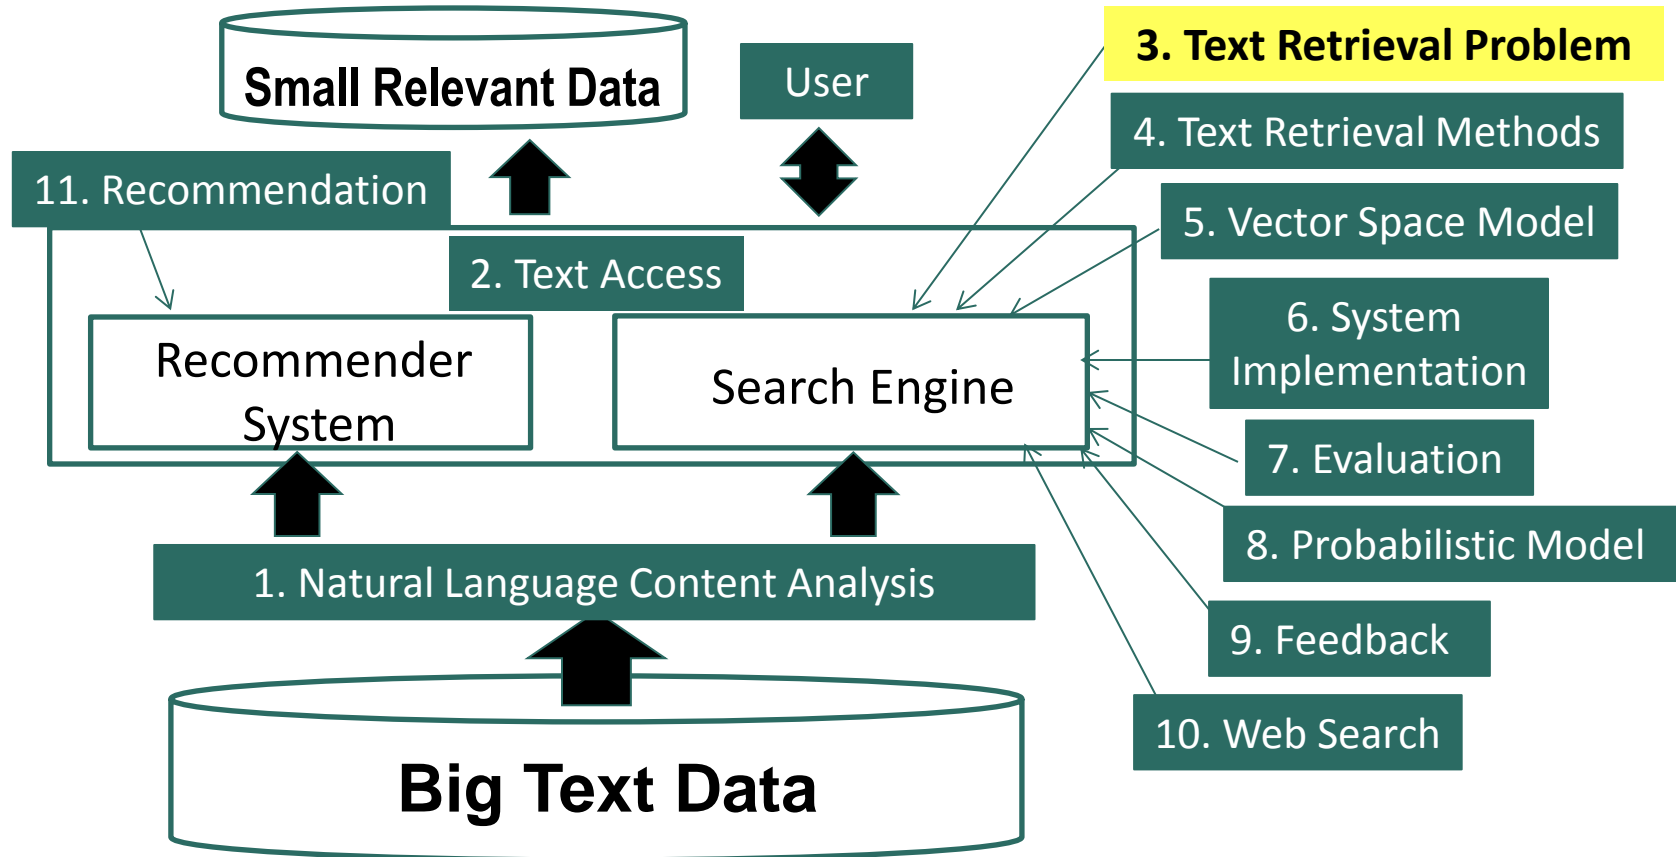 Small Relevant Data
User
3. Text Retrieval Problem
4. Text Retrieval Methods
11. Recommendation
5. Vector Space Model
2. Text Access
6. System
Implementation
Recommender
System
Search Engine
7. Evaluation
8. Probabilistic Model
1. Natural Language Content Analysis
9. Feedback
10. Web Search
Big Text Data